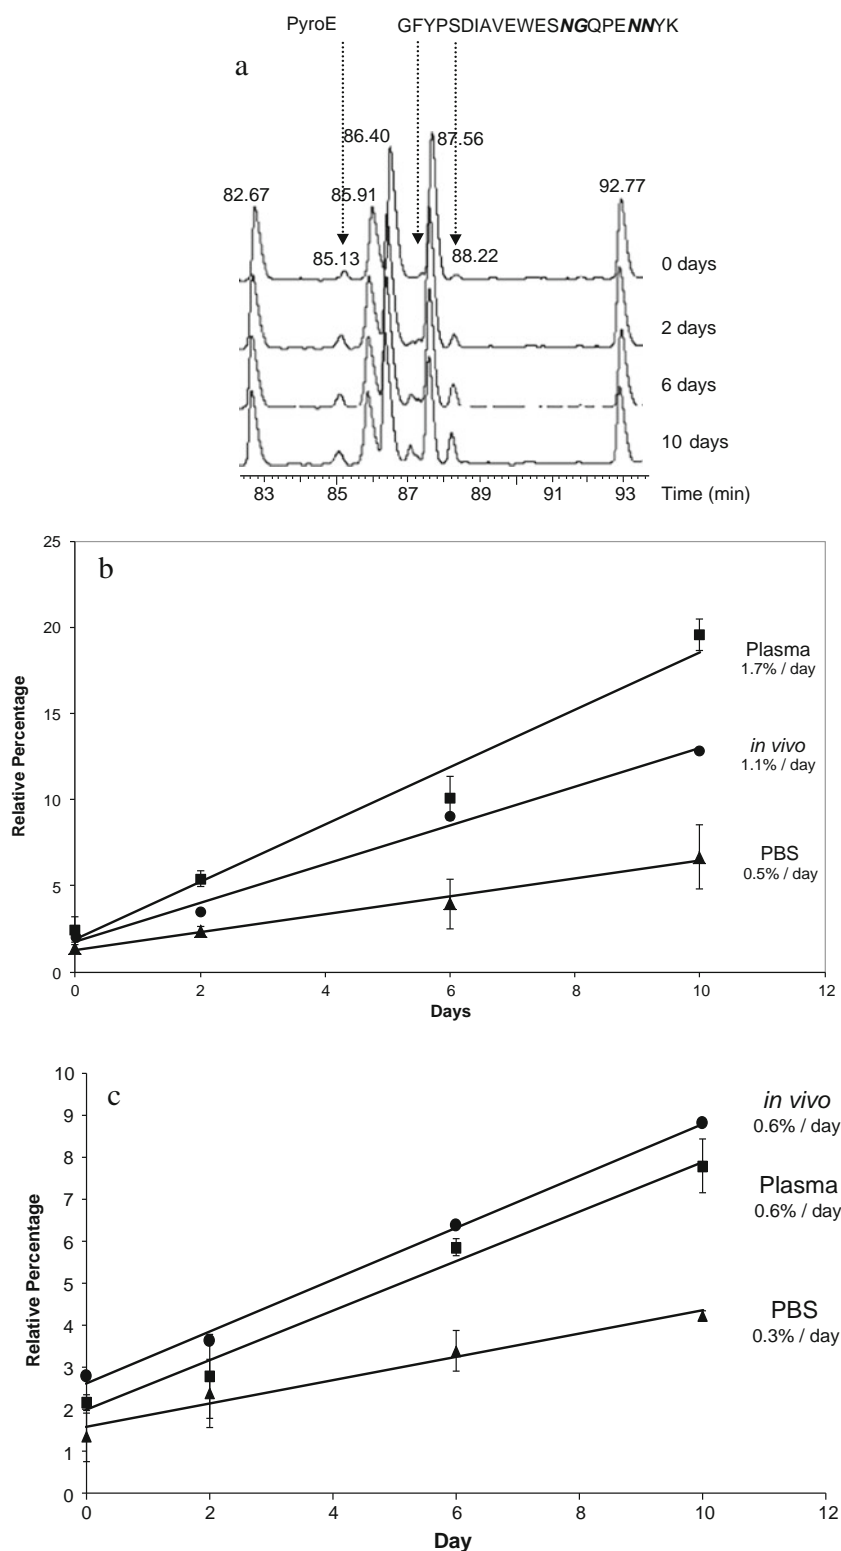 PyroE GFYPSDIAVEWESNGQPENNYK
a
86.40 87.56
82.67 85.91 92.77
85.13 88.22 0 days
2 days
6 days
10 days
83 85 87 89 91 93 Time (min)
b
25
20
15
10
5
0
Relative Percentage
Plasma
1.7% / day
in vivo
1.1% / day
PBS
0.5% / day
0 2 4 6 8 10 12
Days
c
10
9
8
7
6
5
4
3
2
1
0
Relative Percentage
in vivo
0.6% / day
Plasma
0.6% / day
PBS
0.3% / day
0 2 4 6 8 10 12
Day